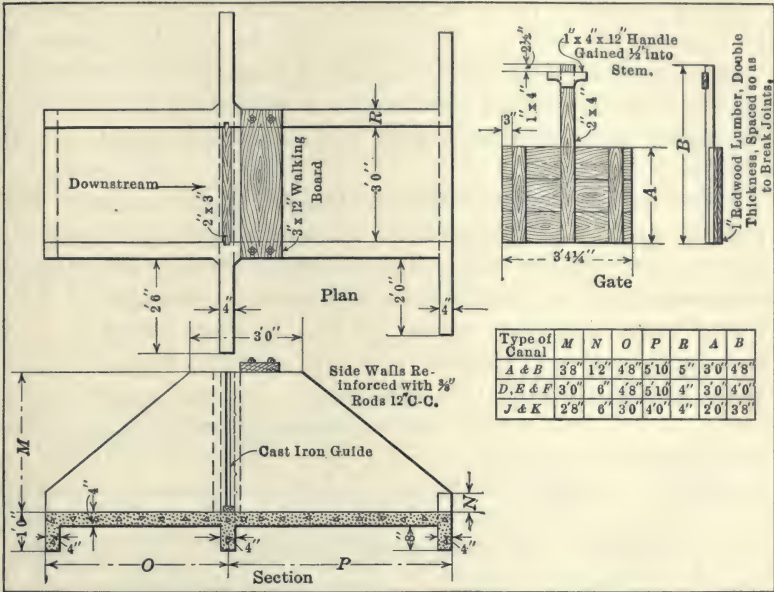 2½"
1"x 4"x 12" Handle
Gained ½" into
Stem.
1 x 4"
2"x 4"
3"
B
A
1" Redwood Lumber, Double
Thickness, Spaced so as
to Break Joints.
3'4¼"
Gate
R
Downstream
2"x 3"
3"x 12" Walking
Board
3'0"
2'6"
4"
Plan
2'0"
4"
3'0"
Side Walls Re-
inforced with ⅜"
Rods 12"C-C.
M
Cast Iron Guide
N
4"
1'0"
4"
4"
8"
4"
O
P
Section
Type of Canal M N O P R A B
A & B 3'8" 1'2" 4'8" 5'10 5" 3'0" 4'8"
D, E & F 3'0" 6" 4'8" 5'10 4" 3'0 4'0"
J & K 2'8" 6" 3'0" 4'0" 4" 2'0 3'8"